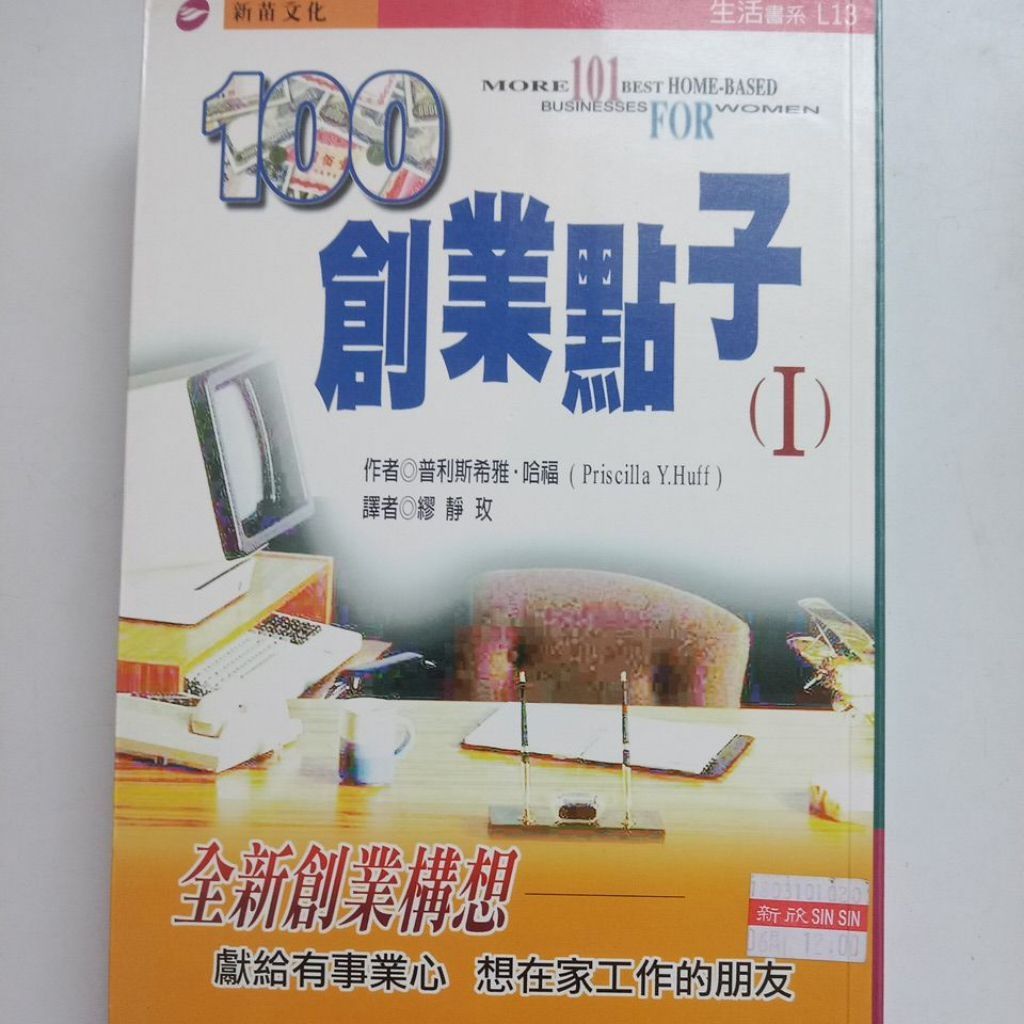 新苗文化
生活書系 L13
100
MORE 101 BEST HOME-BASED
BUSINESSES FOR WOMEN
創業點子
(I)
作者◎普利斯希雅·哈福 ( Priscilla Y.Huff )
譯者◎繆 靜 玫
全新創業構想
獻給有事業心 想在家工作的朋友
新欣 SIN SIN
12.00